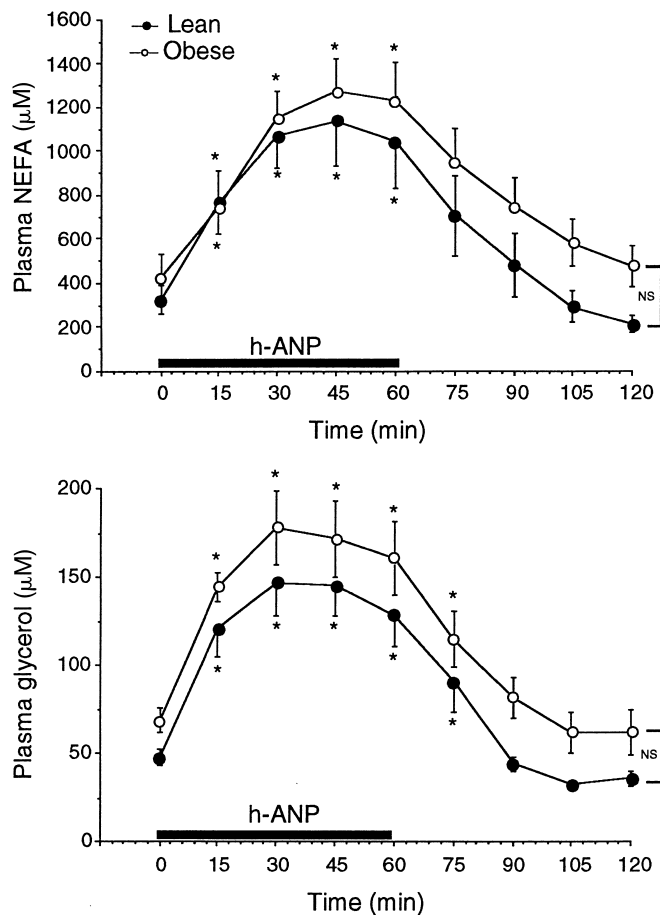 Lean
Obese
Plasma NEFA (μM)
1600
1400
1200
1000
800
600
400
200
0
*
*
*
*
*
*
*
*
NS
h-ANP
0 15 30 45 60 75 90 105 120
Time (min)
Plasma glycerol (μM)
200
150
100
50
0
*
*
*
*
*
*
*
*
*
*
NS
h-ANP
0 15 30 45 60 75 90 105 120
Time (min)